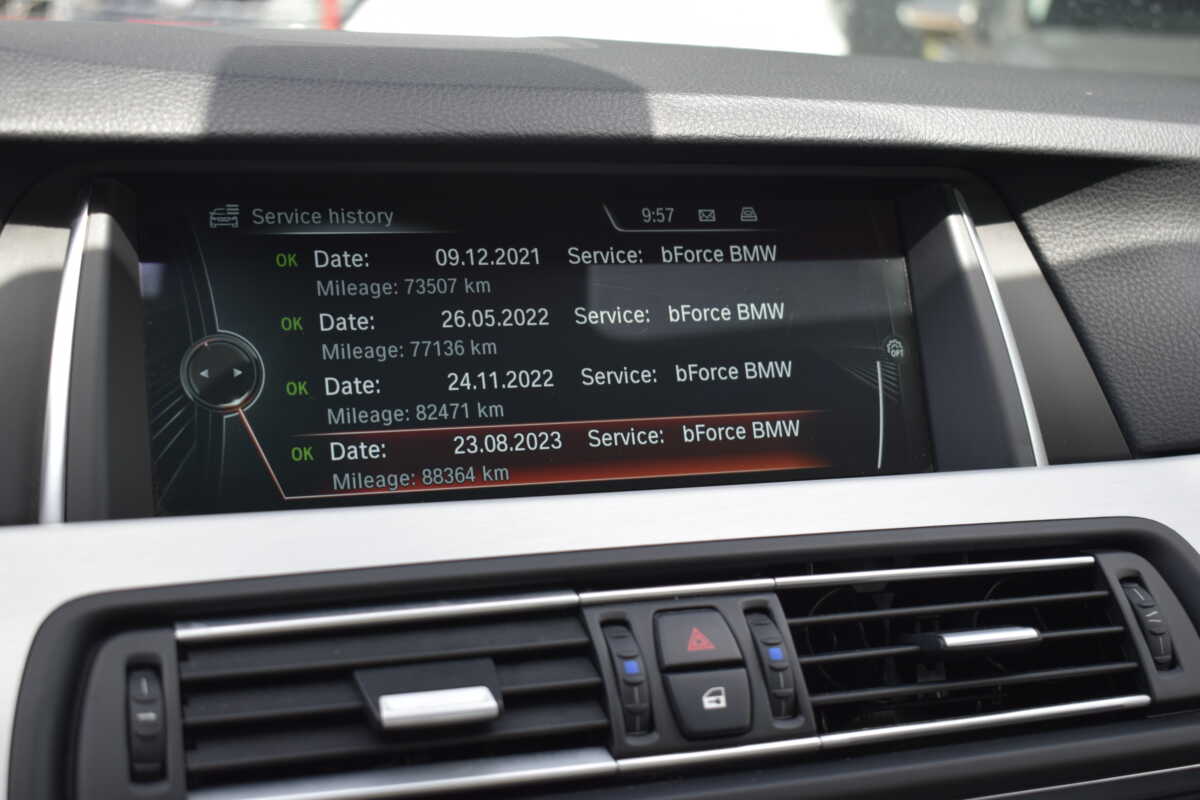 Service history 9:57
OK Date: 09.12.2021 Service: bForce BMW
Mileage: 73507 km
OK Date: 26.05.2022 Service: bForce BMW
Mileage: 77136 km
OPT
OK Date: 24.11.2022 Service: bForce BMW
Mileage: 82471 km
OK Date: 23.08.2023 Service: bForce BMW
Mileage: 88364 km